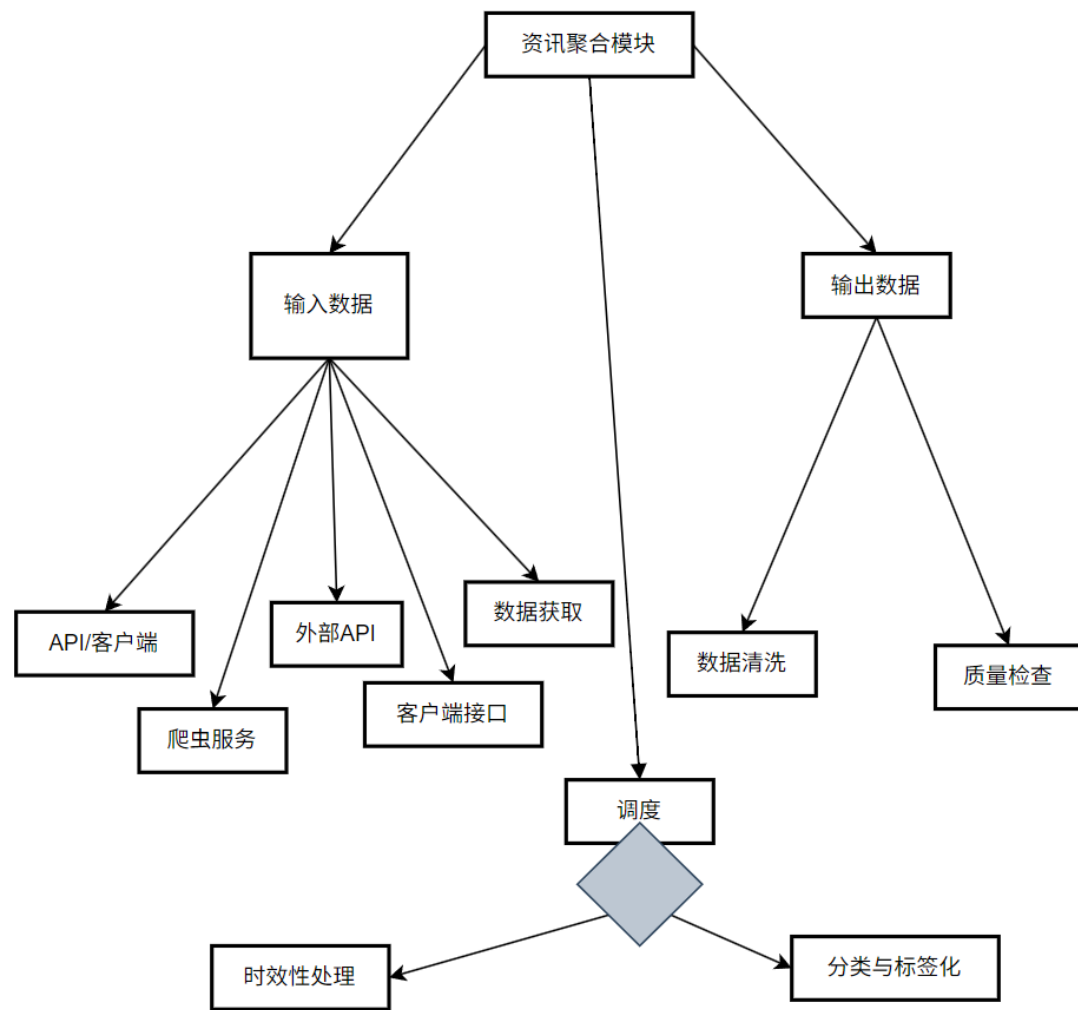 资讯聚合模块
输入数据
输出数据
API/客户端
爬虫服务
外部API
客户端接口
数据获取
数据清洗
质量检查
调度
时效性处理
分类与标签化